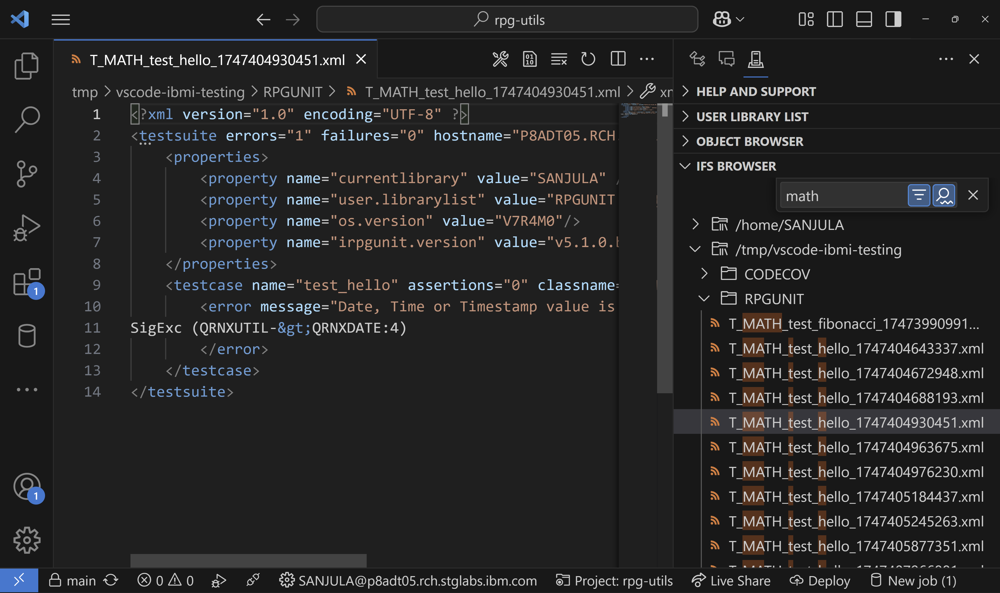 rpg-utils
T_MATH_test_hello_1747404930451.xml
tmp > vscode-ibmi-testing > RPGUNIT > T_MATH_test_hello_1747404930451.xml >
1 <?xml version="1.0" encoding="UTF-8" ?>
2 <testsuite errors="1" failures="0" hostname="P8ADT05.RCH.
3 <properties>
4 <property name="currentlibrary" value="SANJULA" /
5 <property name="user.librarylist" value="RPGUNIT
6 <property name="os.version" value="V7R4M0"/>
7 <property name="irpgunit.version" value="v5.1.0.b
8 </properties>
9 <testcase name="test_hello" assertions="0" classname=
10 <error message="Date, Time or Timestamp value is
11 SigExc (QRNXUTIL-&gt;QRNXDATE:4)
12 </error>
13 </testcase>
14 </testsuite>
HELP AND SUPPORT
USER LIBRARY LIST
OBJECT BROWSER
IFS BROWSER
math
/home/SANJULA
/tmp/vscode-ibmi-testing
CODECOV
RPGUNIT
T_MATH_test_fibonacci_17473990991...
T_MATH_test_hello_1747404643337.xml
T_MATH_test_hello_1747404672948.xml
T_MATH_test_hello_1747404688193.xml
T_MATH_test_hello_1747404930451.xml
T_MATH_test_hello_1747404963675.xml
T_MATH_test_hello_1747404976230.xml
T_MATH_test_hello_1747405184437.xml
T_MATH_test_hello_1747405245263.xml
T_MATH_test_hello_1747405877351.xml
1
1
main 0 0 SANJULA@p8adt05.rch.stglabs.ibm.com Project: rpg-utils Live Share Deploy New job (1)